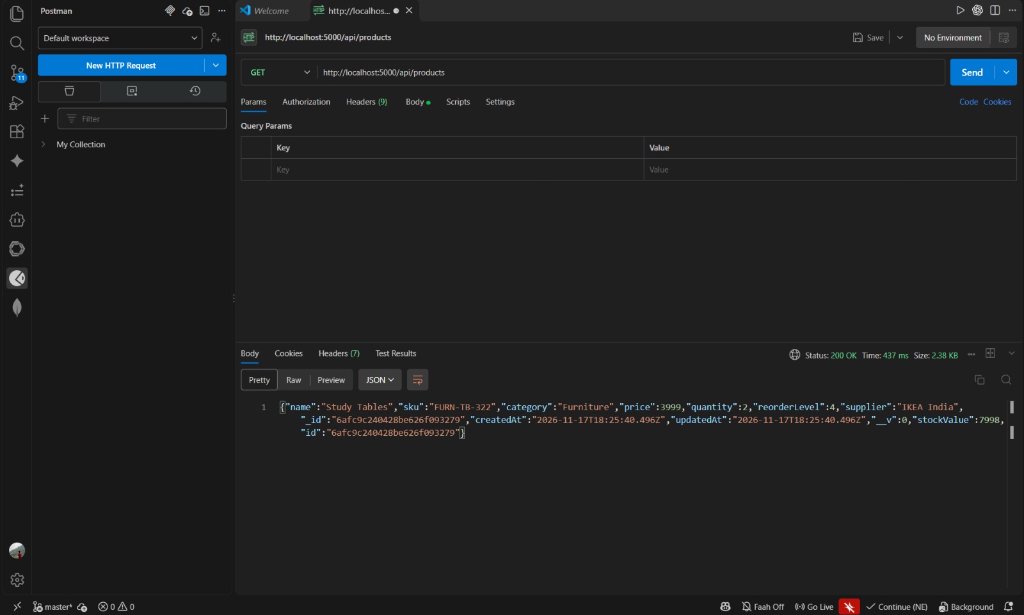 Postman
Welcome
http://localhos...
Default workspace
http://localhost:5000/api/products
Save
No Environment
New HTTP Request
GET
http://localhost:5000/api/products
Send
Params
Authorization
Headers (9)
Body
Scripts
Settings
Code
Cookies
Filter
Query Params
My Collection
Key
Value
Key
Value
11
Body
Cookies
Headers (7)
Test Results
Status: 200 OK
Time: 437 ms
Size: 2.38 KB
Pretty
Raw
Preview
JSON
1
{"name":"Study Tables","sku":"FURN-TB-322","category":"Furniture","price":3999,"quantity":2,"reorderLevel":4,"supplier":"IKEA India",
"_id":"6afc9c240428be626f093279","createdAt":"2026-11-17T18:25:40.496Z","updatedAt":"2026-11-17T18:25:40.496Z","__v":0,"stockValue":7998,
"id":"6afc9c240428be626f093279"}
master*
0
0
Faah Off
Go Live
Continue (NE)
Background